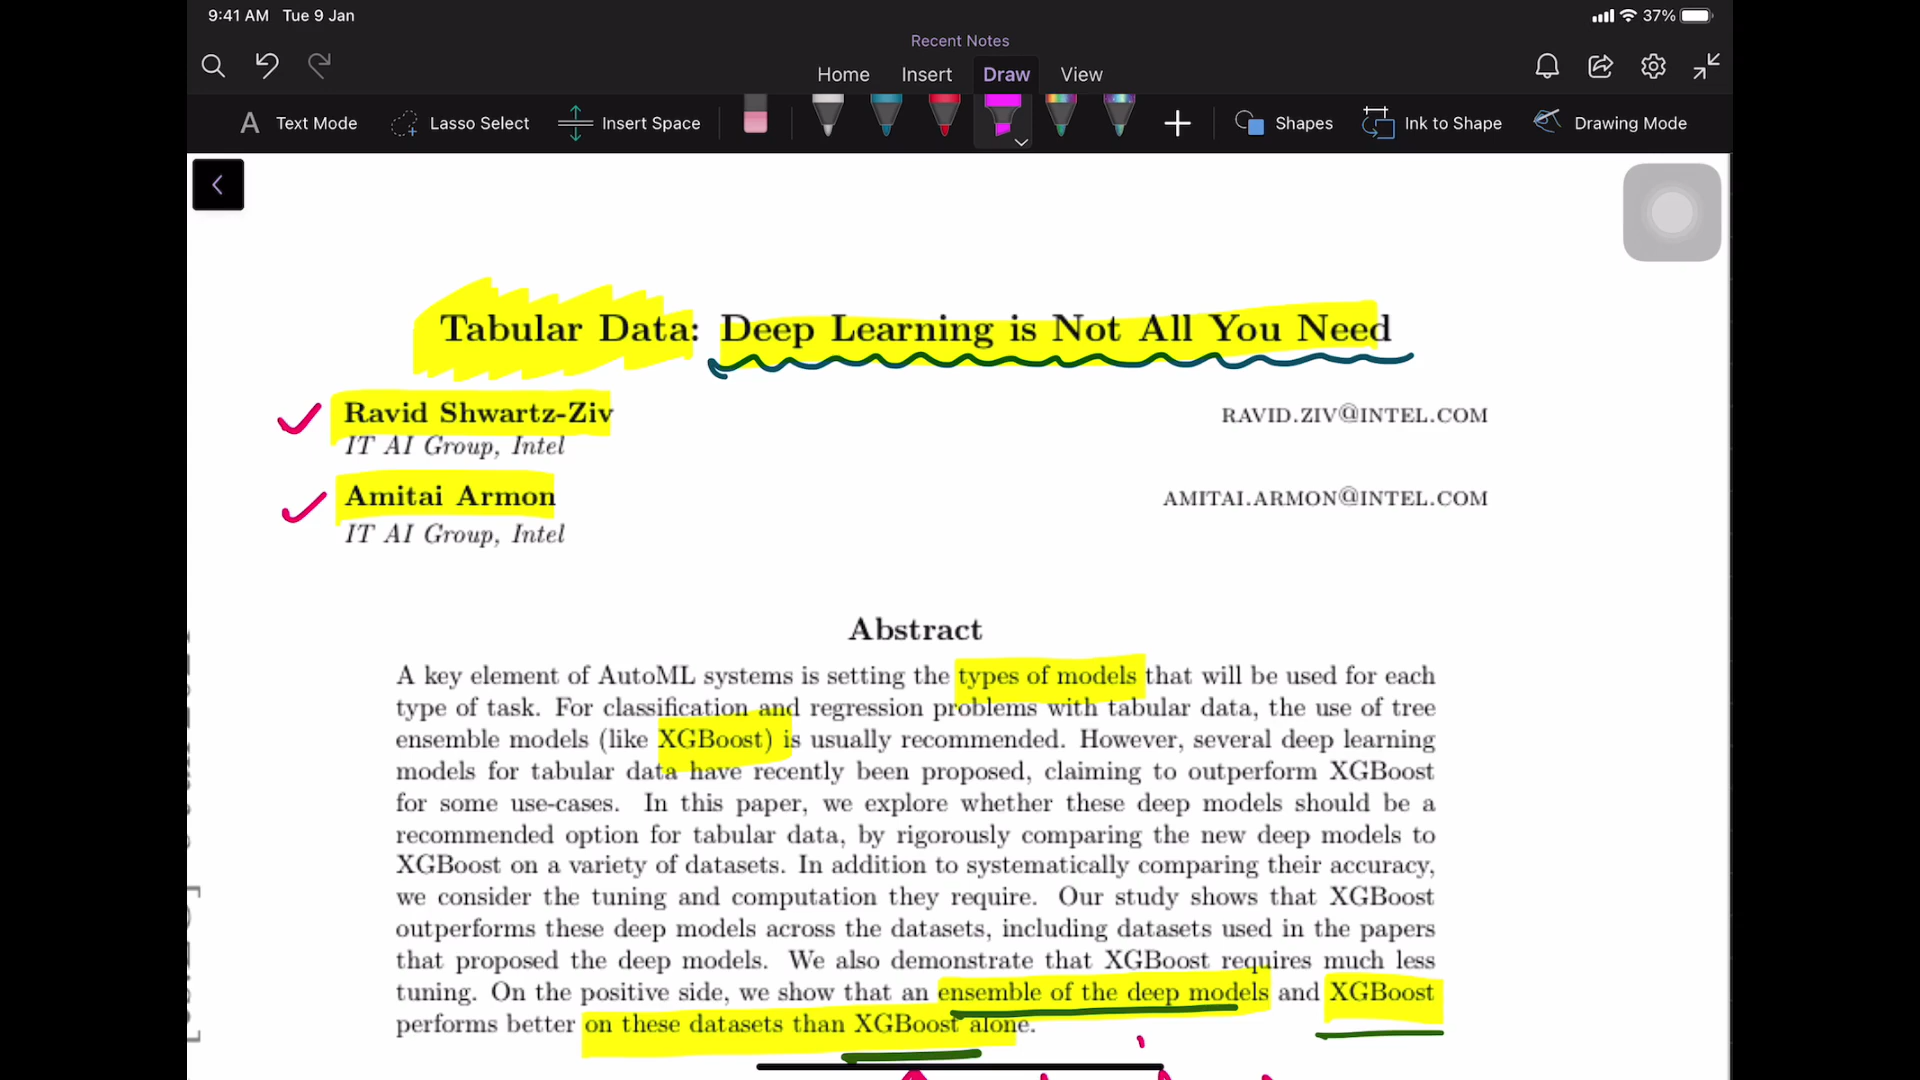 9:41 AM Tue 9 Jan 37%
Recent Notes
Home Insert Draw View
A Text Mode Lasso Select Insert Space Shapes Ink to Shape Drawing Mode
Tabular Data: Deep Learning is Not All You Need
Ravid Shwartz-Ziv RAVID.ZIV@INTEL.COM
IT AI Group, Intel
Amitai Armon AMITAI.ARMON@INTEL.COM
IT AI Group, Intel
Abstract
A key element of AutoML systems is setting the types of models that will be used for each
type of task. For classification and regression problems with tabular data, the use of tree
ensemble models (like XGBoost) is usually recommended. However, several deep learning
models for tabular data have recently been proposed, claiming to outperform XGBoost
for some use-cases. In this paper, we explore whether these deep models should be a
recommended option for tabular data, by rigorously comparing the new deep models to
XGBoost on a variety of datasets. In addition to systematically comparing their accuracy,
we consider the tuning and computation they require. Our study shows that XGBoost
outperforms these deep models across the datasets, including datasets used in the papers
that proposed the deep models. We also demonstrate that XGBoost requires much less
tuning. On the positive side, we show that an ensemble of the deep models and XGBoost
performs better on these datasets than XGBoost alone.